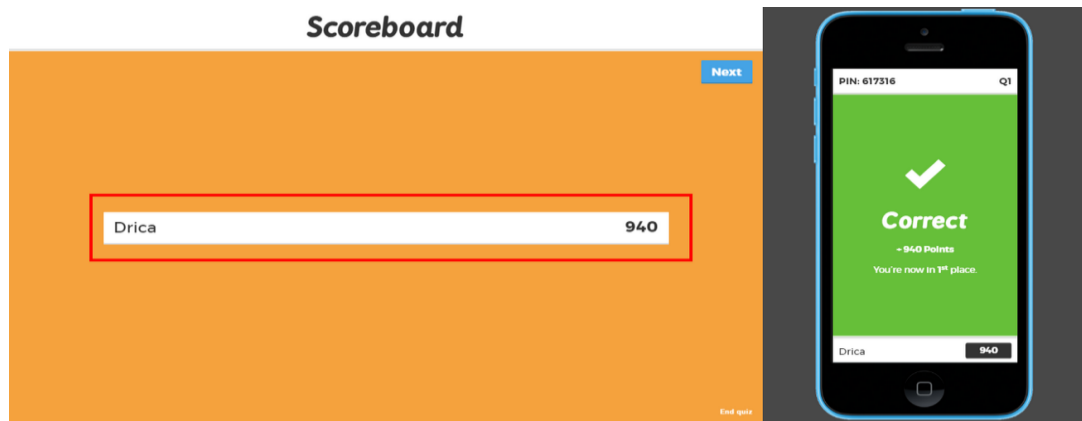 Scoreboard
Next
Drica 940
End quiz
PIN: 617316 Q1
Correct
+940 Points
You're now in 1st place.
Drica 940